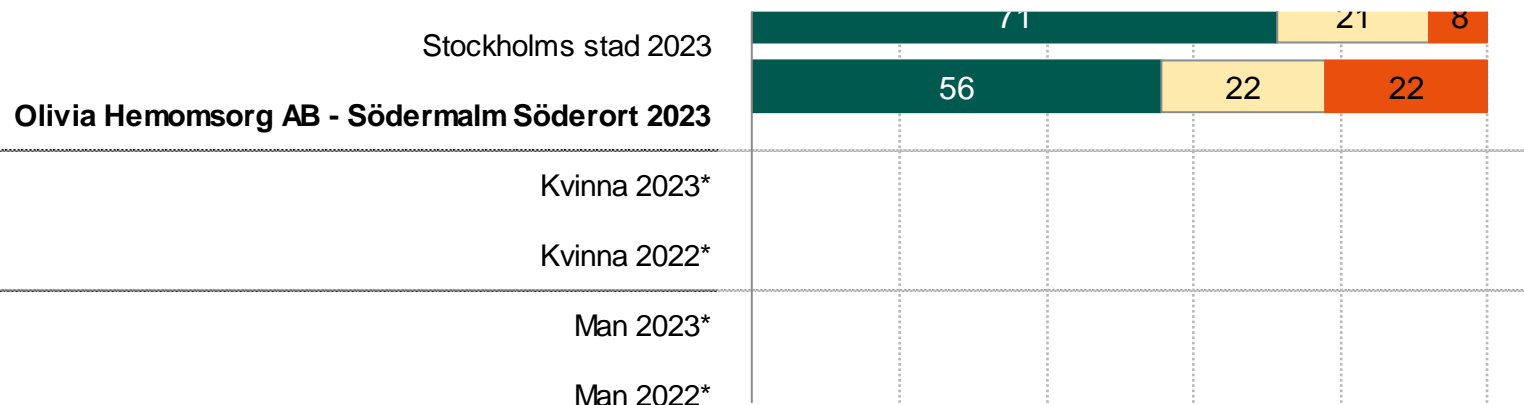 71 21 8
Stockholms stad 2023
56 22 22
Olivia Hemomsorg AB - Södermalm Söderort 2023
Kvinna 2023*
Kvinna 2022*
Man 2023*
Man 2022*